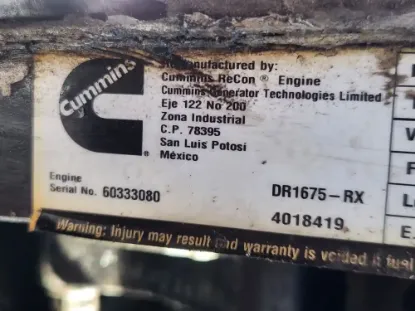 Cummins
Manufactured by:
Cummins ReCon ® Engine
Cummins Generator Technologies Limited
Eje 122 No 200
Zona Industrial
C.P. 78395
San Luis Potosi
México
Engine
Serial No. 60333080
DR1675-RX
4018419
Warning: Injury may result and warranty is voided if fuel